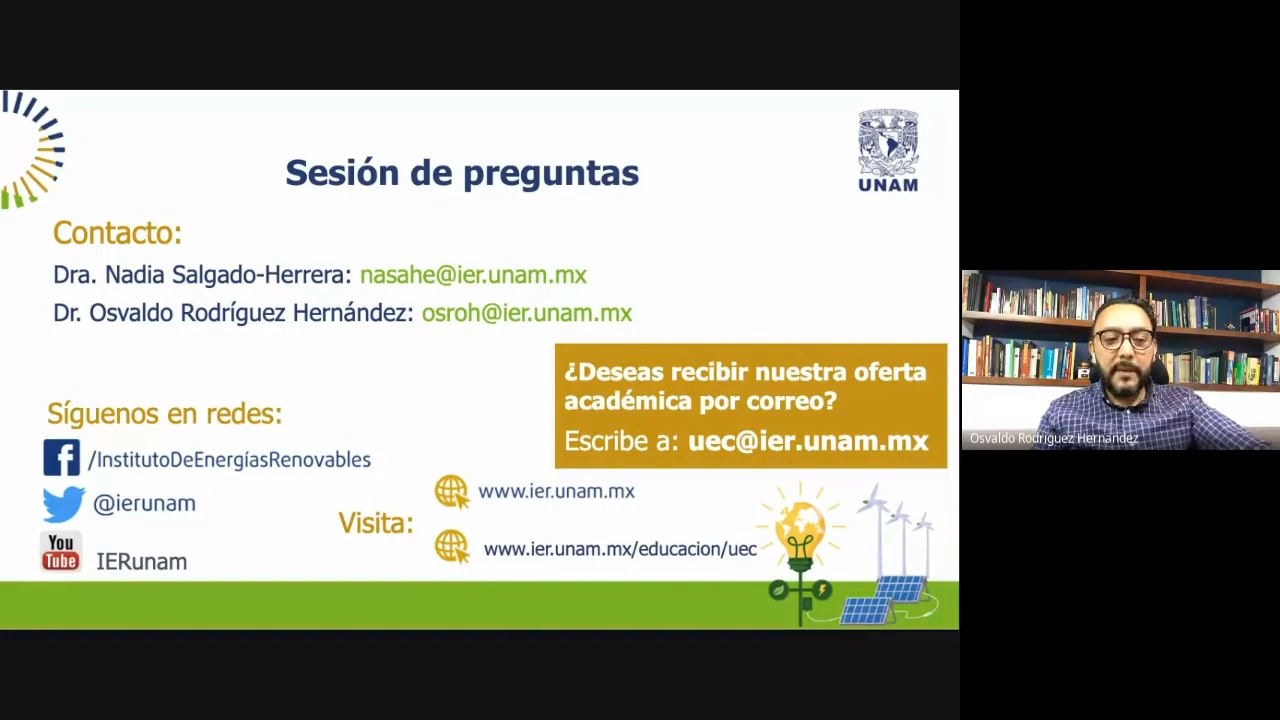 Sesión de preguntas
UNAM
Contacto:
Dra. Nadia Salgado-Herrera: nasahe@ier.unam.mx
Dr. Osvaldo Rodríguez Hernández: osroh@ier.unam.mx
¿Deseas recibir nuestra oferta
académica por correo?
Escribe a: uec@ier.unam.mx
Síguenos en redes:
f /InstitutoDeEnergíasRenovables
@ierunam
You
Tube
IERunam
Visita:
www.ier.unam.mx
www.ier.unam.mx/educacion/uec
Osvaldo Rodriguez Hernandez